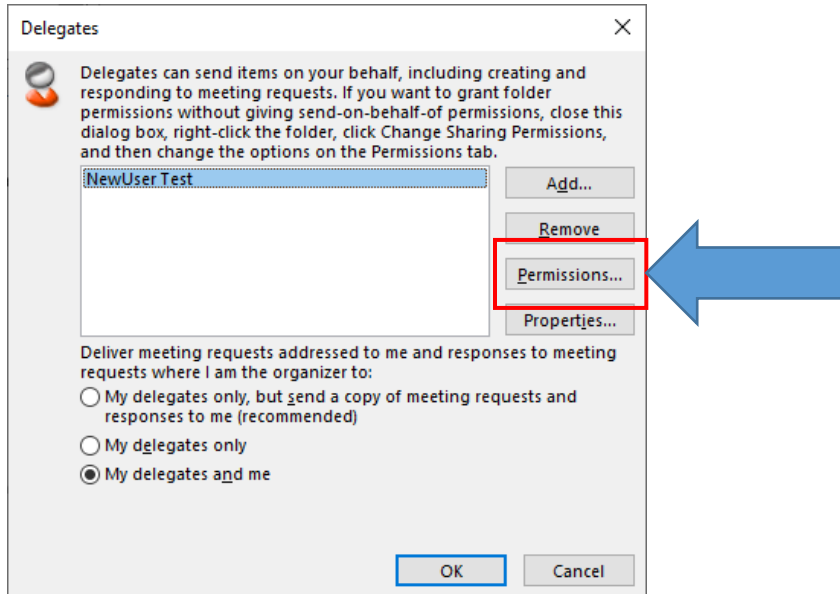 Delegates
Delegates can send items on your behalf, including creating and
responding to meeting requests. If you want to grant folder
permissions without giving send-on-behalf-of permissions, close this
dialog box, right-click the folder, click Change Sharing Permissions,
and then change the options on the Permissions tab.
NewUser Test
Add...
Remove
Permissions...
Properties...
Deliver meeting requests addressed to me and responses to meeting
requests where I am the organizer to:
My delegates only, but send a copy of meeting requests and
responses to me (recommended)
My delegates only
My delegates and me
OK
Cancel